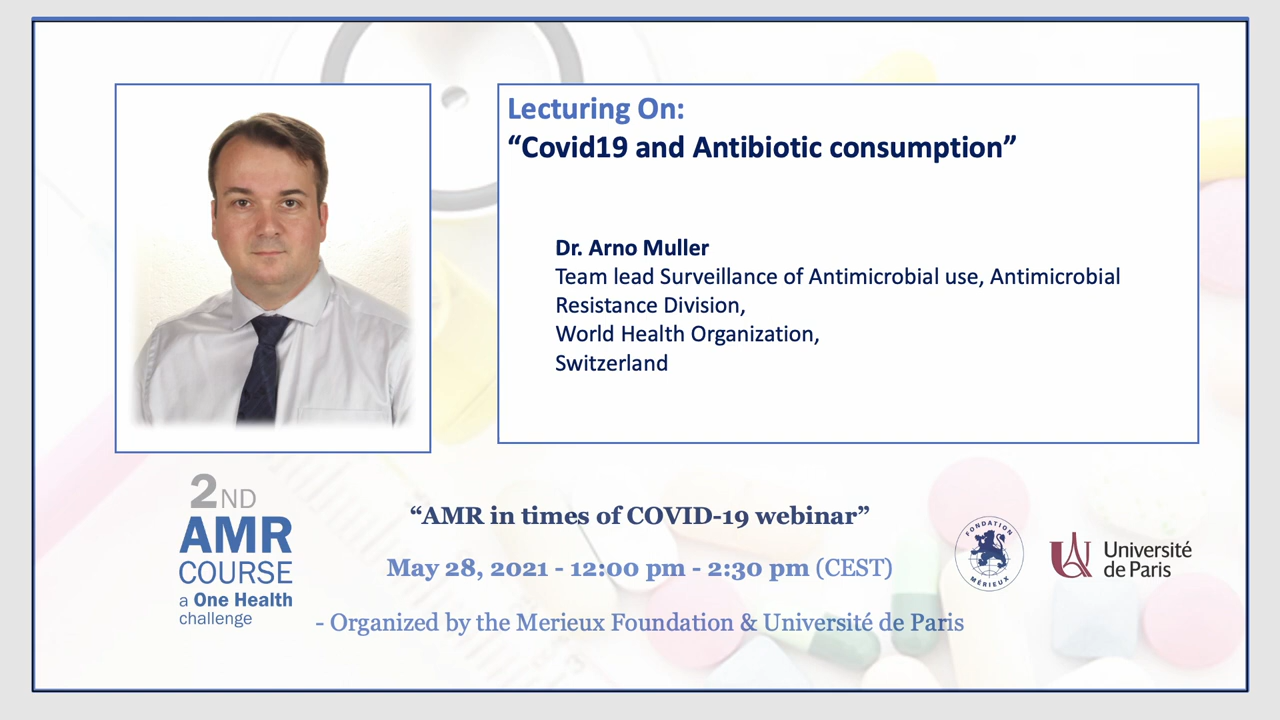 Lecturing On:
“Covid19 and Antibiotic consumption”
Dr. Arno Muller
Team lead Surveillance of Antimicrobial use, Antimicrobial
Resistance Division,
World Health Organization,
Switzerland
2ND
AMR
COURSE
a One Health
challenge
“AMR in times of COVID-19 webinar”
May 28, 2021 - 12:00 pm - 2:30 pm (CEST)
- Organized by the Merieux Foundation & Université de Paris
FONDATION
MÉRIEUX
Université
de Paris